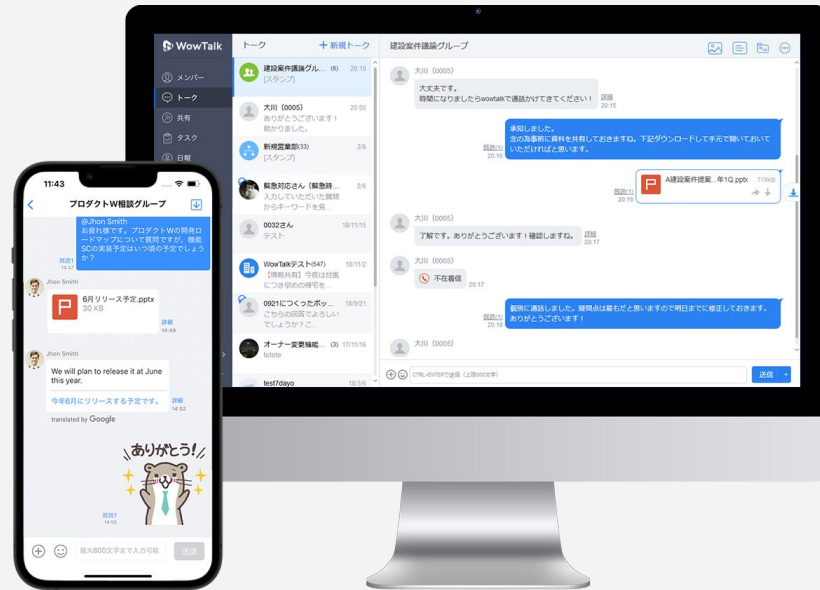 WowTalk
メンバー
トーク
共有
タスク
日報
トーク
＋ 新規トーク
建設案件議論グル... (6) 20:18
[スタンプ]
大川 (0005) 20:00
ありがとうございます！
助かりました。
新規営業部(33) 2/6
[スタンプ]
緊急対応さん（緊急時... 2/6
入力していただいた質問
からキーワードを見...
0032さん 18/11/15
テスト
WowTalkテスト(547) 18/11/2
【情報共有】今夜は台風
につき早めの帰宅を...
0921につくったボッ... 18/9/21
こちらの回答でよろしい
でしょうか？こ...
オーナー変更機能... (3) 17/11/16
tetete
test7dayo 18/3/6
建設案件議論グループ
大川 (0005)
大丈夫です。
時間になりましたらwowtalkで通話かけてきてください！
詳細
20:15
承知しました。
念の為事前に資料を共有しておきますね。下記ダウンロードして手元で開いておいて
いただければと思います。
既読(1)
20:16
A建設案件提案...年1Q.pptx 779KB
既読(1)
20:16
大川 (0005)
了解です。ありがとうございます！確認しますね。
詳細
20:17
大川 (0005)
不在着信
20:17
個別に通話しました。疑問点は最もだと思いますので明日までに修正しておきます。
ありがとうございます！
既読(1)
20:18
大川 (0005)
CTRL+ENTERで送信（上限800文字）
送信
11:43
プロダクトW相談グループ
@Jhon Smith
お疲れ様です。プロダクトWの開発ロ
ードマップについて質問ですが、機能
SCの実装予定はいつ頃の予定でしょう
か？
既読1
14:47
Jhon Smith
6月リリース予定.pptx
30 KB
詳細
14:49
Jhon Smith
We will plan to release it at June
this year.
今年6月にリリースする予定です。
詳細
14:52
translated by Google
ありがとう!
既読1
14:56
最大800文字まで入力可能
送信